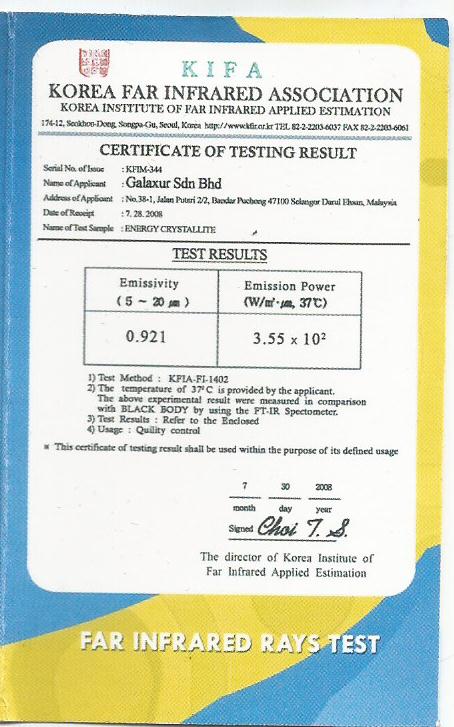 KIFA
KOREA FAR INFRARED ASSOCIATION
KOREA INSTITUTE OF FAR INFRARED APPLIED ESTIMATION
174-12, Seokhon-Dong, Songpa-Gu, Seoul, Korea http://www.kfir.or.kr TEL 82-2-2203-6037 FAX 82-2-2203-6061
CERTIFICATE OF TESTING RESULT
Serial No. of Issue : KFIM-344
Name of Applicant : Galaxur Sdn Bhd
Address of Applicant : No.38-1, Jalan Puteri 2/2, Bandar Puchong 47100 Selangor Darul Ehsan, Malaysia
Date of Receipt : 7. 28. 2008
Name of Test Sample : ENERGY CRYSTALLITE
TEST RESULTS
Emissivity
( 5 ~ 20 ㎛ )
Emission Power
(W/㎡·㎛, 37℃)
0.921
3.55 x 10²
1) Test Method : KFIA-FI-1402
2) The temperature of 37°C is provided by the applicant.
The above experimental result were measured in comparison
with BLACK BODY by using the FT-IR Spectometer.
3) Test Results : Refer to the Enclosed
4) Usage : Quility control
※ This certificate of testing result shall be used within the purpose of its defined usage
7 30 2008
month day year
Signed Choi T. S.
The director of Korea Institute of
Far Infrared Applied Estimation
FAR INFRARED RAYS TEST